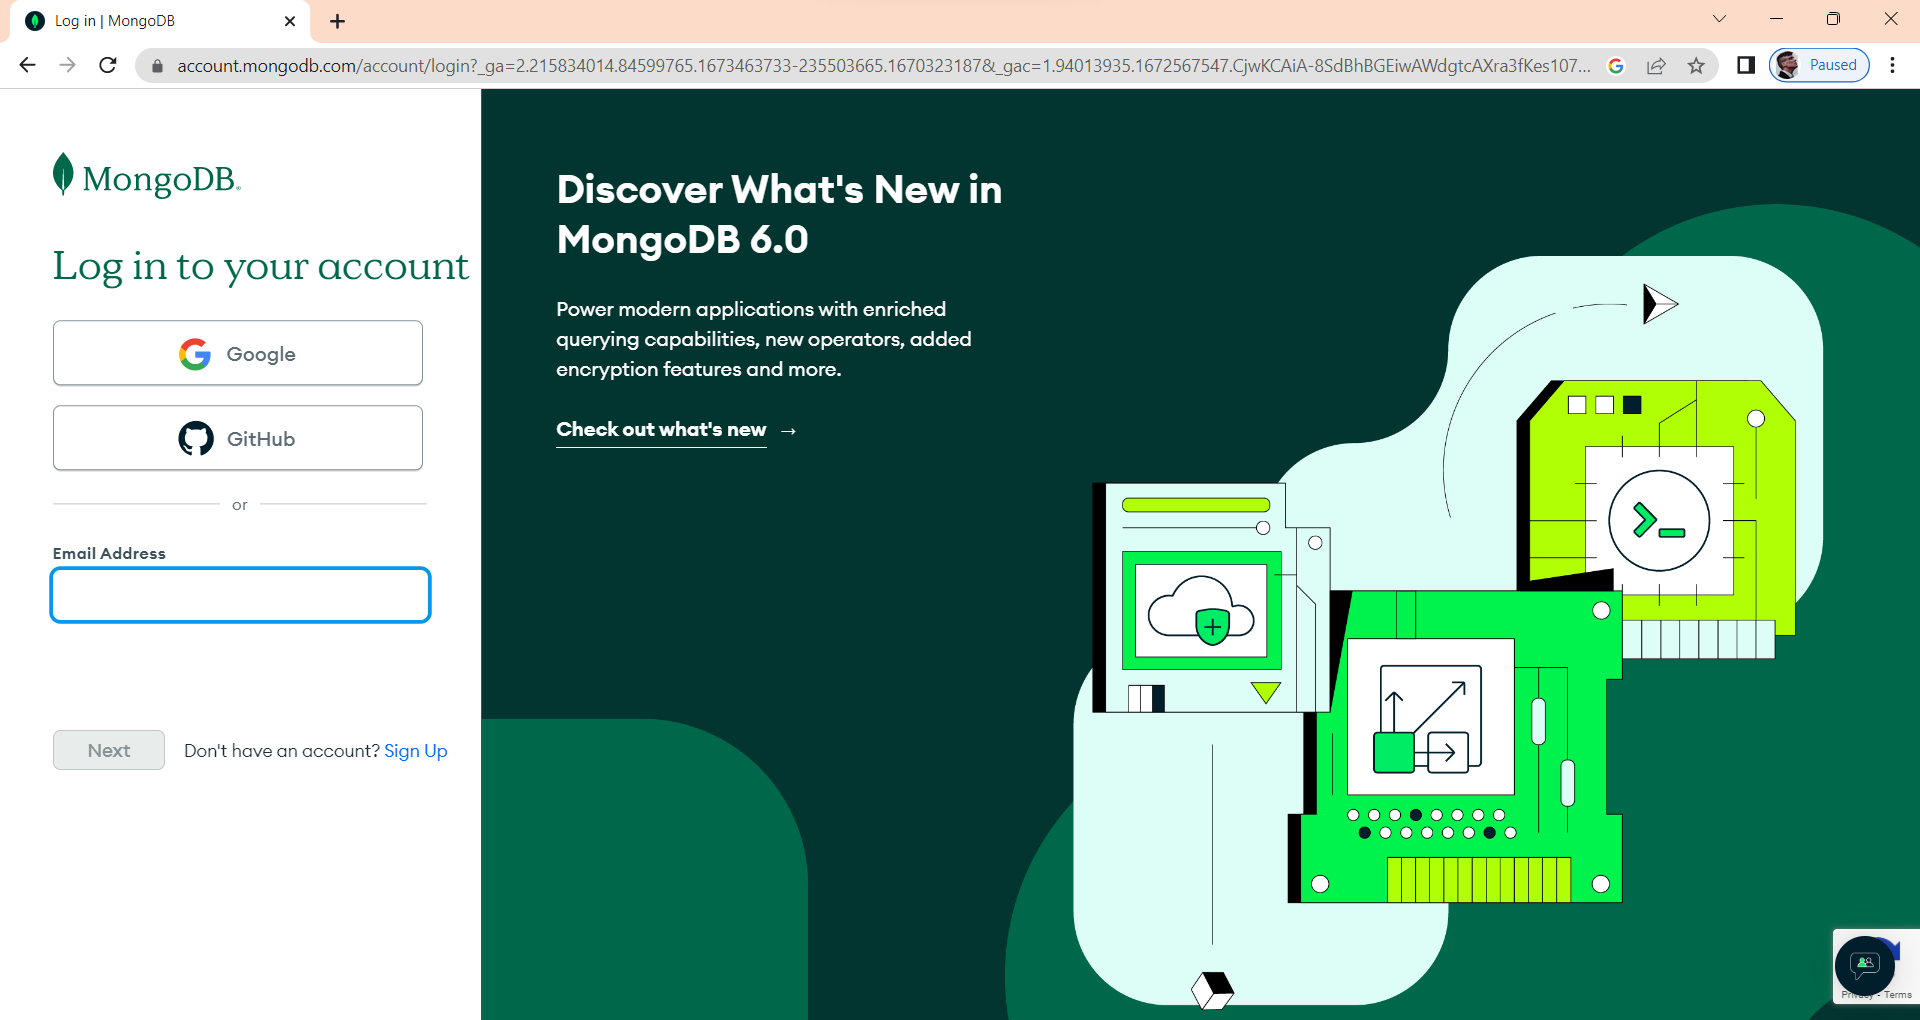 Log in | MongoDB
account.mongodb.com/account/login?_ga=2.215834014.84599765.1673463733-235503665.1670323187&_gac=1.94013935.1672567547.CjwKCAiA-8SdBhBGEiwAWdgtcAXra3fKes107...
Paused
MongoDB.
Log in to your account
Google
GitHub
or
Email Address
Next
Don't have an account? Sign Up
Discover What's New in
MongoDB 6.0
Power modern applications with enriched
querying capabilities, new operators, added
encryption features and more.
Check out what's new →
Privacy - Terms